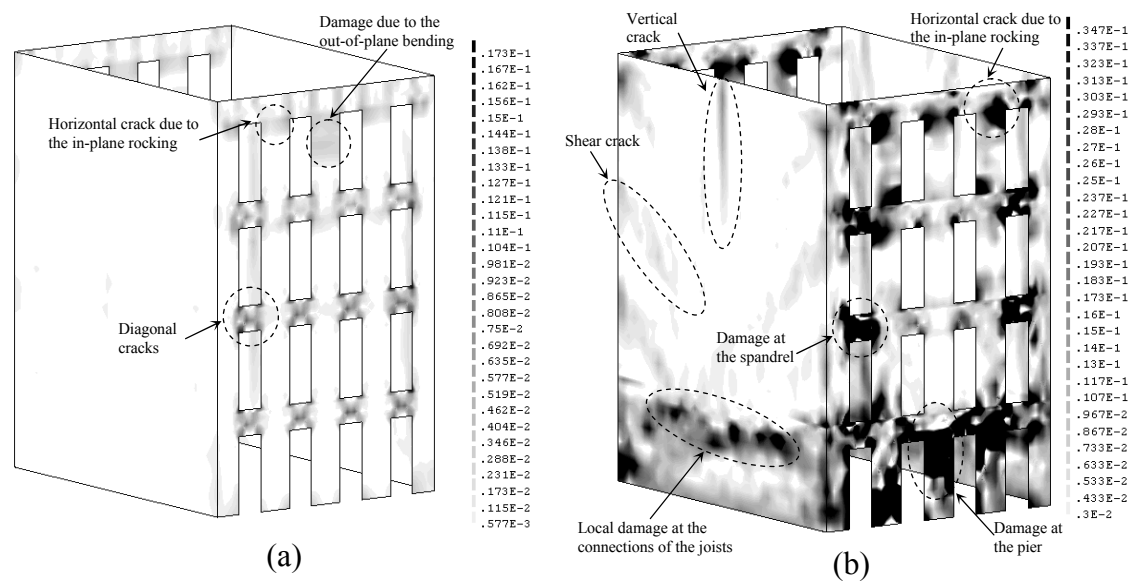 Damage due to the
out-of-plane bending
Horizontal crack due to
the in-plane rocking
Diagonal
cracks
.173E-1
.167E-1
.162E-1
.156E-1
.15E-1
.144E-1
.138E-1
.133E-1
.127E-1
.121E-1
.115E-1
.11E-1
.104E-1
.981E-2
.923E-2
.865E-2
.808E-2
.75E-2
.692E-2
.635E-2
.577E-2
.519E-2
.462E-2
.404E-2
.346E-2
.288E-2
.231E-2
.173E-2
.115E-2
.577E-3
(a)
Vertical
crack
Horizontal crack due to
the in-plane rocking
Shear crack
Damage at
the spandrel
Local damage at the
connections of the joists
Damage at
the pier
.347E-1
.337E-1
.323E-1
.313E-1
.303E-1
.293E-1
.28E-1
.27E-1
.26E-1
.25E-1
.237E-1
.227E-1
.217E-1
.207E-1
.193E-1
.183E-1
.173E-1
.16E-1
.15E-1
.14E-1
.13E-1
.117E-1
.107E-1
.967E-2
.867E-2
.733E-2
.633E-2
.533E-2
.433E-2
.3E-2
(b)